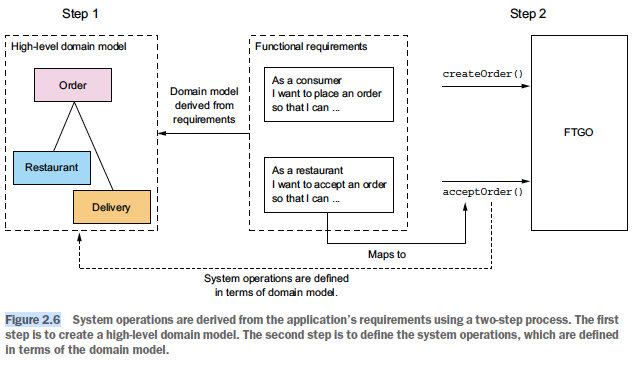 Step 1
Step 2
High-level domain model
Order
Restaurant
Delivery
Domain model
derived from
requirements
Functional requirements
As a consumer
I want to place an order
so that I can ...
As a restaurant
I want to accept an order
so that I can ...
createOrder()
acceptOrder()
FTGO
Maps to
System operations are defined
in terms of domain model.
Figure 2.6 System operations are derived from the application's requirements using a two-step process. The first
step is to create a high-level domain model. The second step is to define the system operations, which are defined
in terms of the domain model.